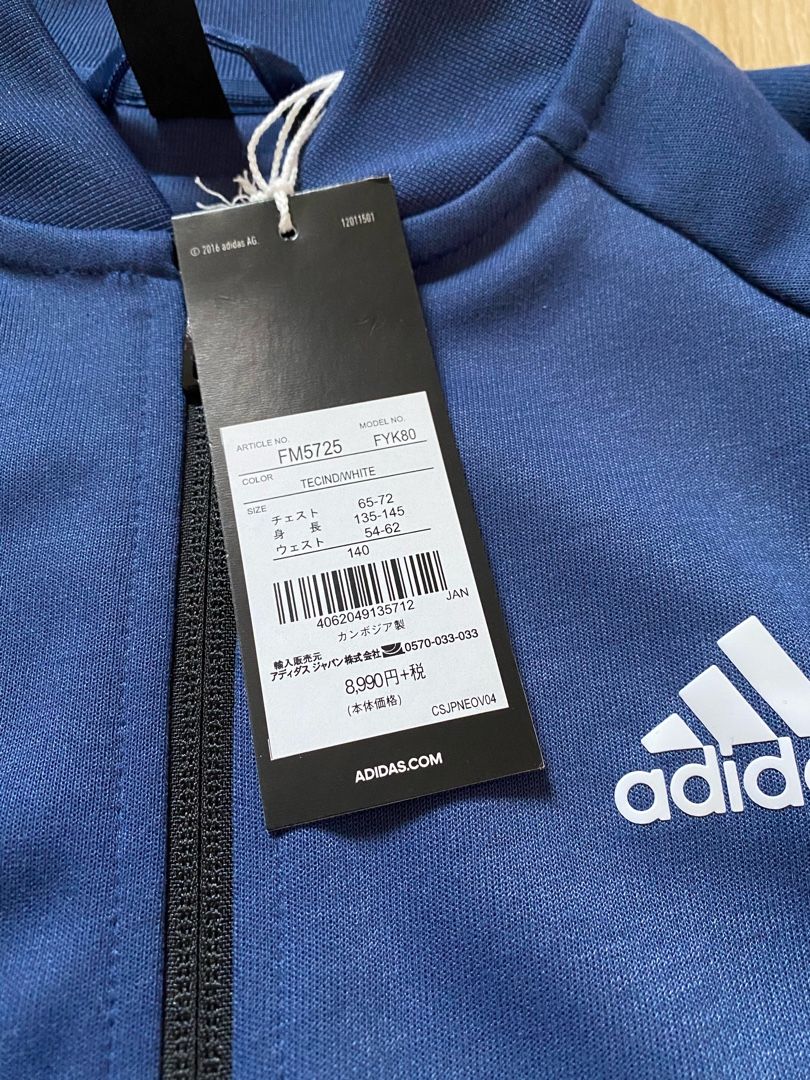 © 2016 adidas AG.
12011501
ARTICLE NO. FM5725 MODEL NO. FYK80
COLOR TECIND/WHITE
SIZE チェスト 65-72
身 長 135-145
ウェスト 54-62
140
4062049135712 JAN
カンボジア製
輸入販売元
アディダス ジャパン株式会社 0570-033-033
8,990円+税
(本体価格) CSJPNEOV04
ADIDAS.COM
adida